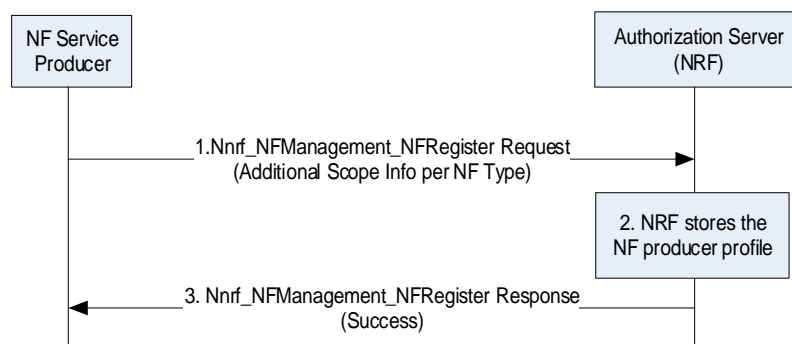 NF Service
Producer
Authorization Server
(NRF)
1.Nnrf_NFManagement_NFRegister Request
(Additional Scope Info per NF Type)
2. NRF stores the
NF producer profile
3. Nnrf_NFManagement_NFRegister Response
(Success)